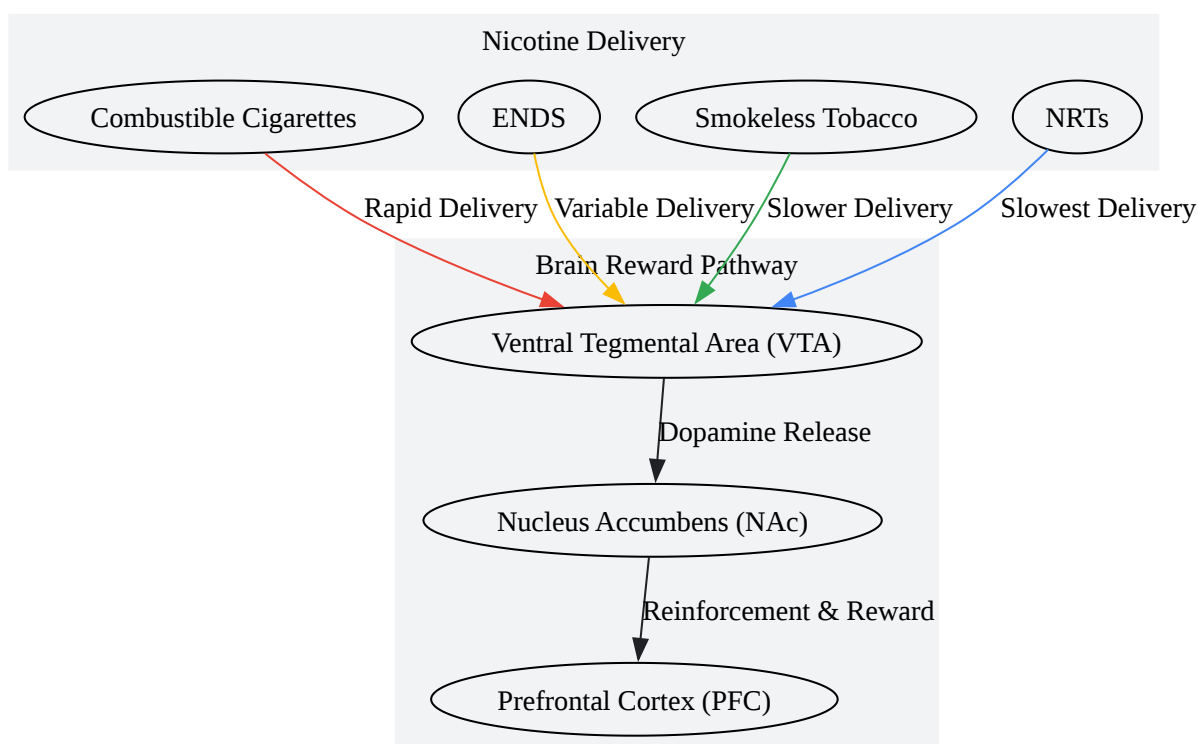 Nicotine Delivery
Combustible Cigarettes
ENDS
Smokeless Tobacco
NRTs
Rapid Delivery
Variable Delivery
Slower Delivery
Slowest Delivery
Brain Reward Pathway
Ventral Tegmental Area (VTA)
Dopamine Release
Nucleus Accumbens (NAc)
Reinforcement & Reward
Prefrontal Cortex (PFC)